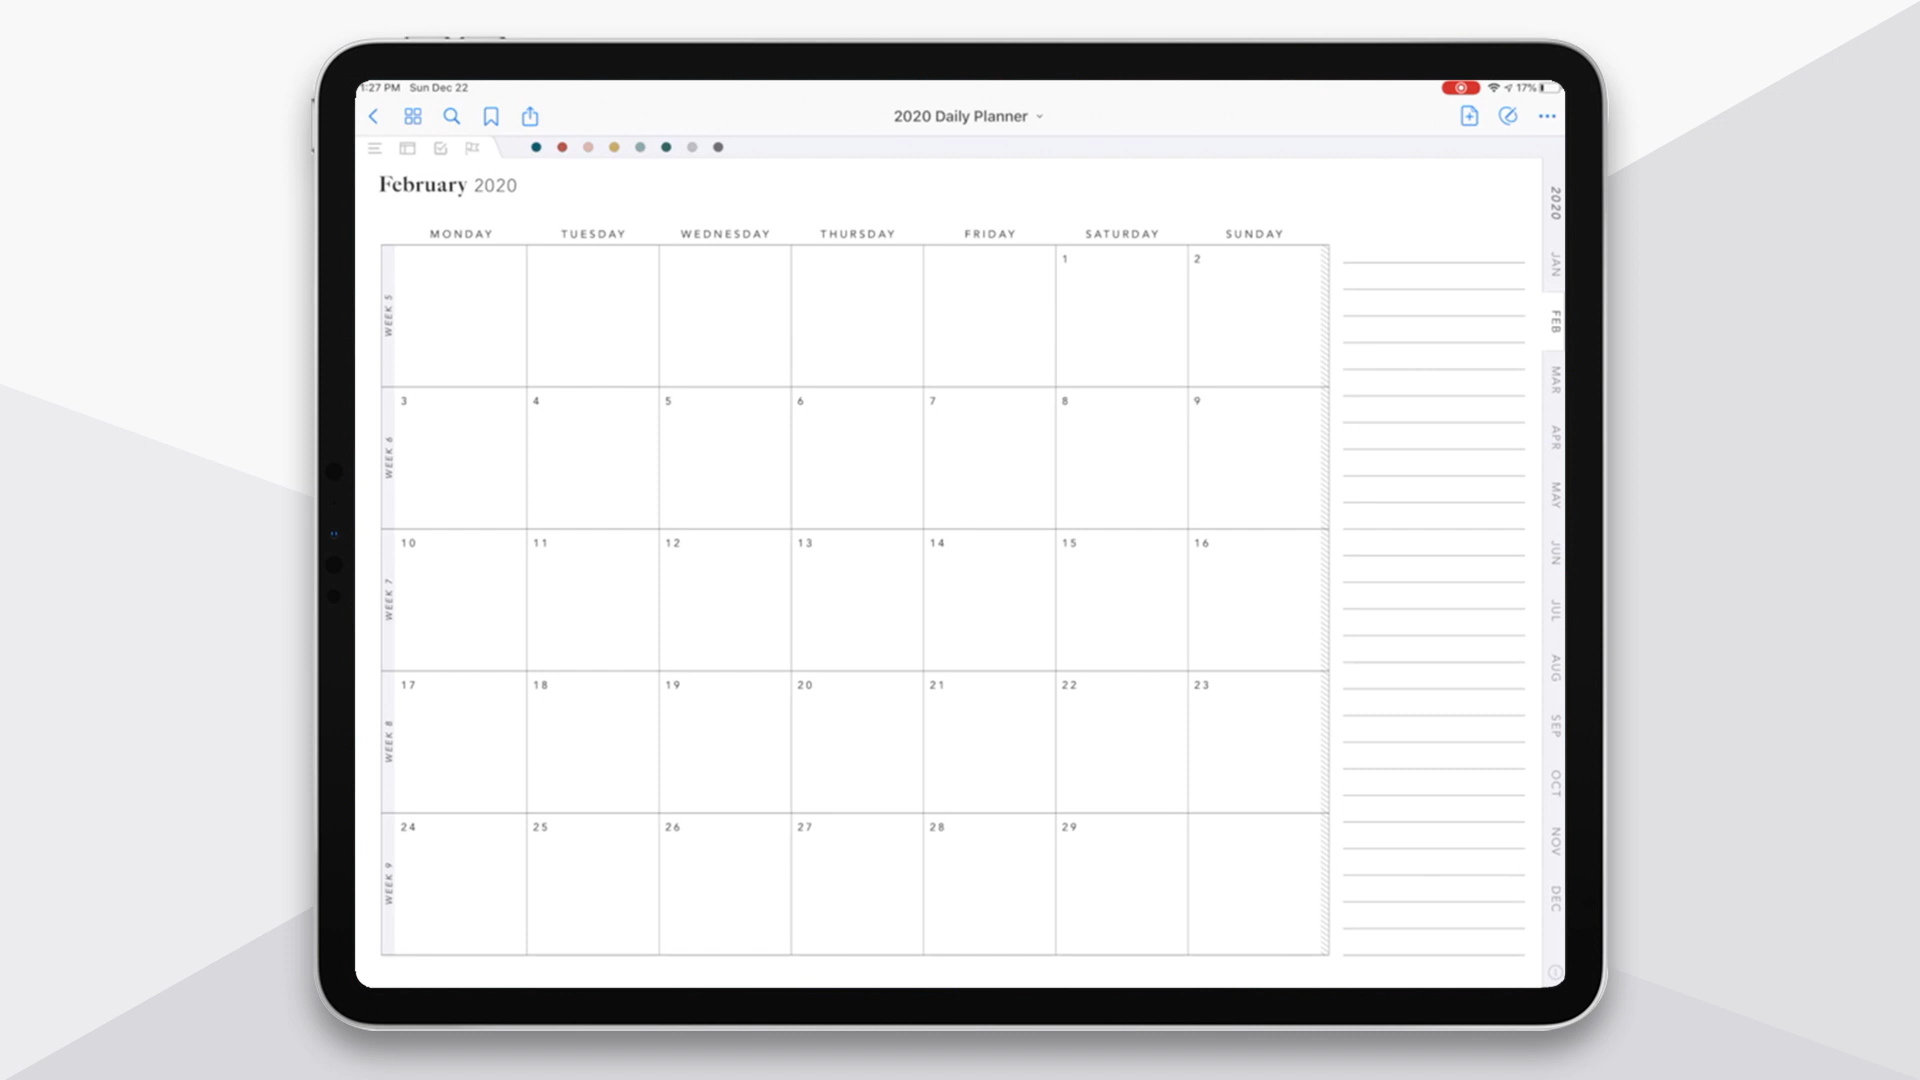 1:27 PM Sun Dec 22
17%
2020 Daily Planner
February 2020
MONDAY TUESDAY WEDNESDAY THURSDAY FRIDAY SATURDAY SUNDAY
WEEK 5
1 2
WEEK 6
3 4 5 6 7 8 9
WEEK 7
10 11 12 13 14 15 16
WEEK 8
17 18 19 20 21 22 23
WEEK 9
24 25 26 27 28 29
2020
JAN
FEB
MAR
APR
MAY
JUN
JUL
AUG
SEP
OCT
NOV
DEC